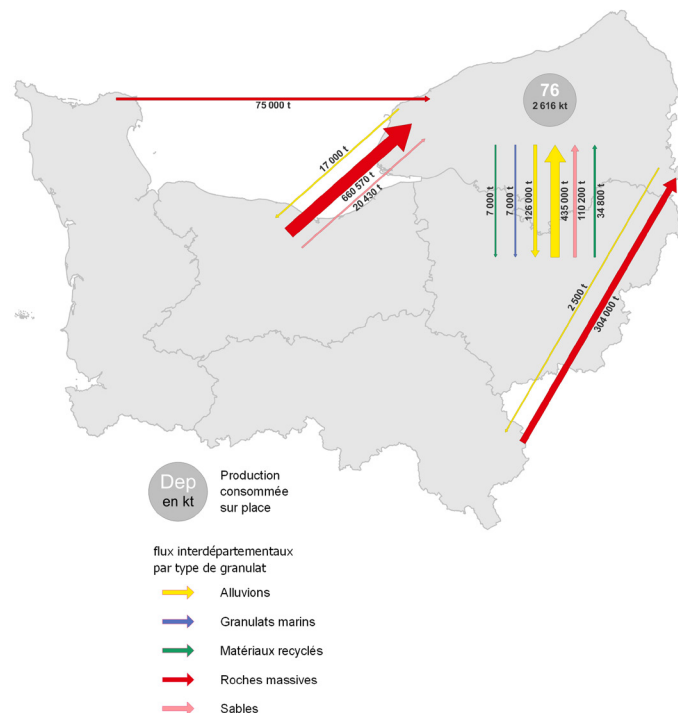 76
2 616 kt
75 000 t
17 000 t
660 570 t
20 430 t
7 000 t
7 000 t
126 000 t
435 000 t
110 200 t
34 800 t
2 500 t
304 000 t
Dep
en kt
Production
consommée
sur place
flux interdépartementaux
par type de granulat
Alluvions
Granulats marins
Matériaux recyclés
Roches massives
Sables